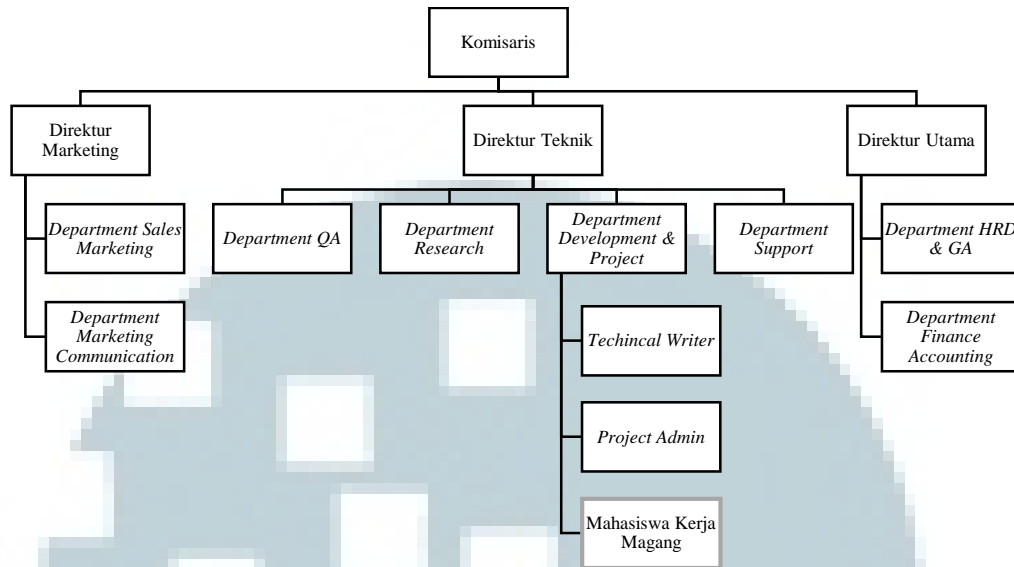 Komisaris
Direktur
Marketing
Direktur Teknik
Direktur Utama
Department Sales
Marketing
Department QA
Department
Research
Department
Development &
Project
Department
Support
Department HRD
& GA
Department
Marketing
Communication
Techincal Writer
Department
Finance
Accounting
Project Admin
Mahasiswa Kerja
Magang